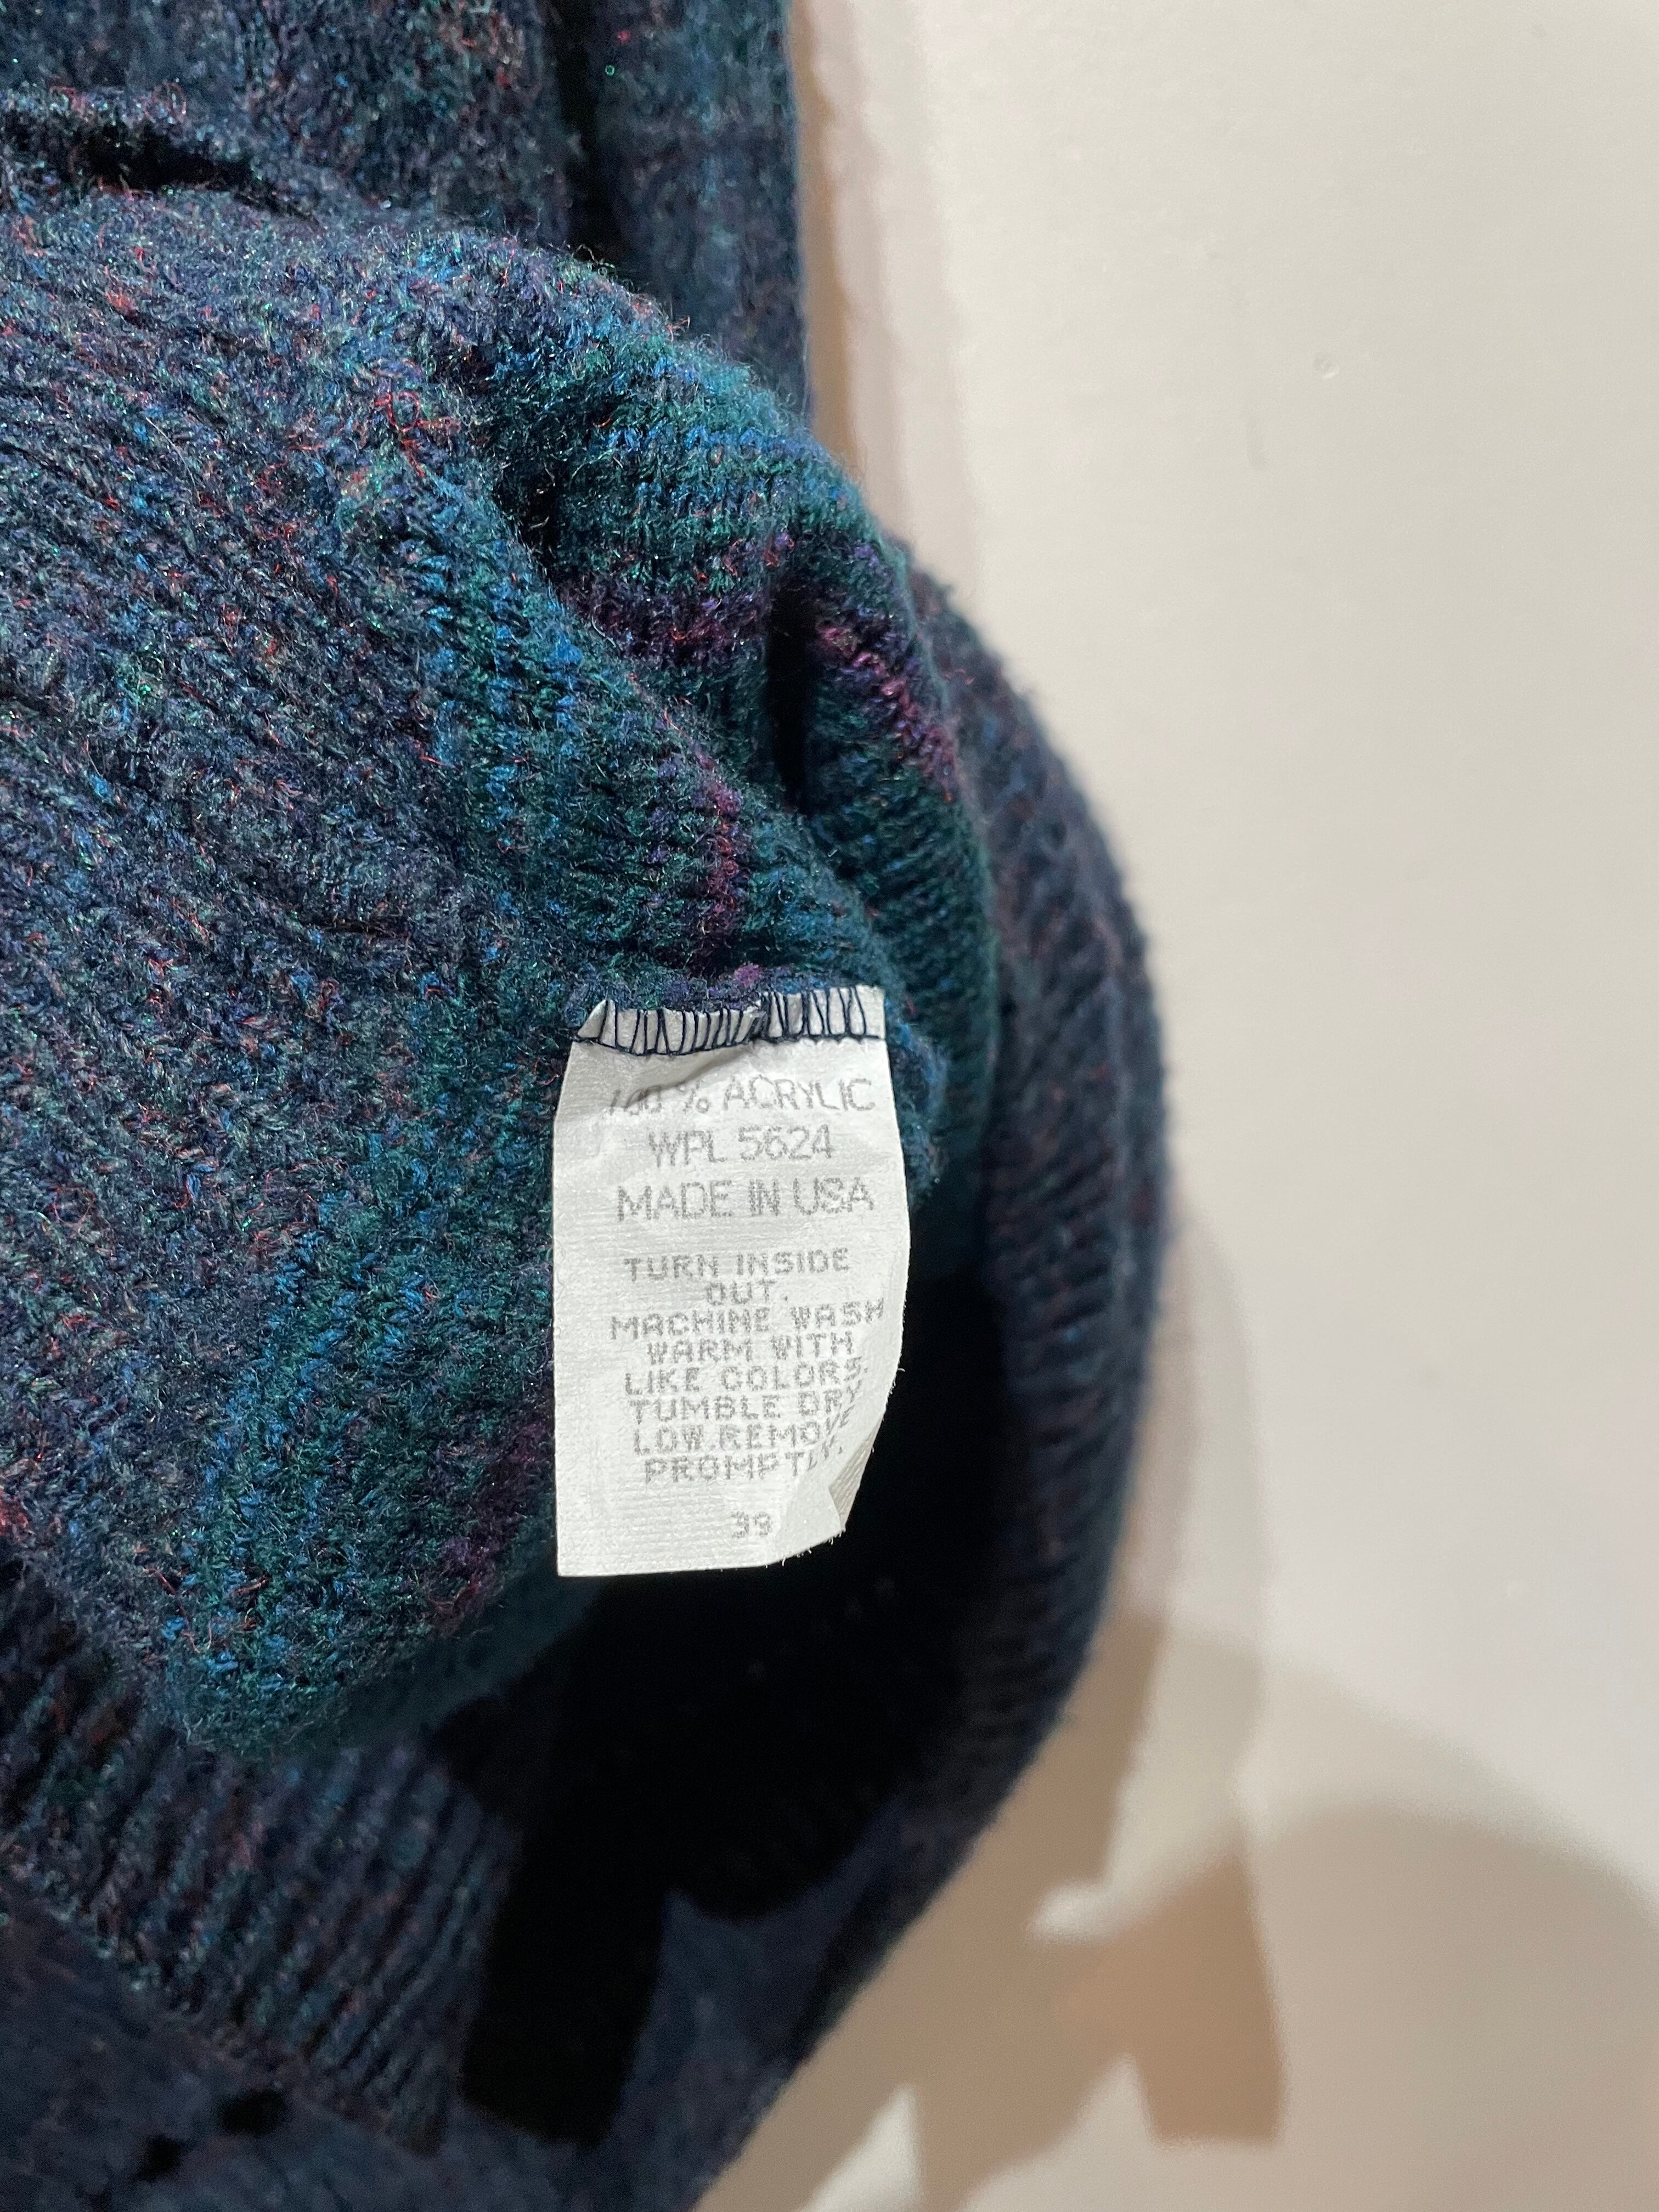 100% ACRYLIC
WPL 5624
MADE IN USA
TURN INSIDE
OUT.
MACHINE WASH
WARM WITH
LIKE COLORS.
TUMBLE DRY
LOW.REMOVE
PROMPTLY.
39